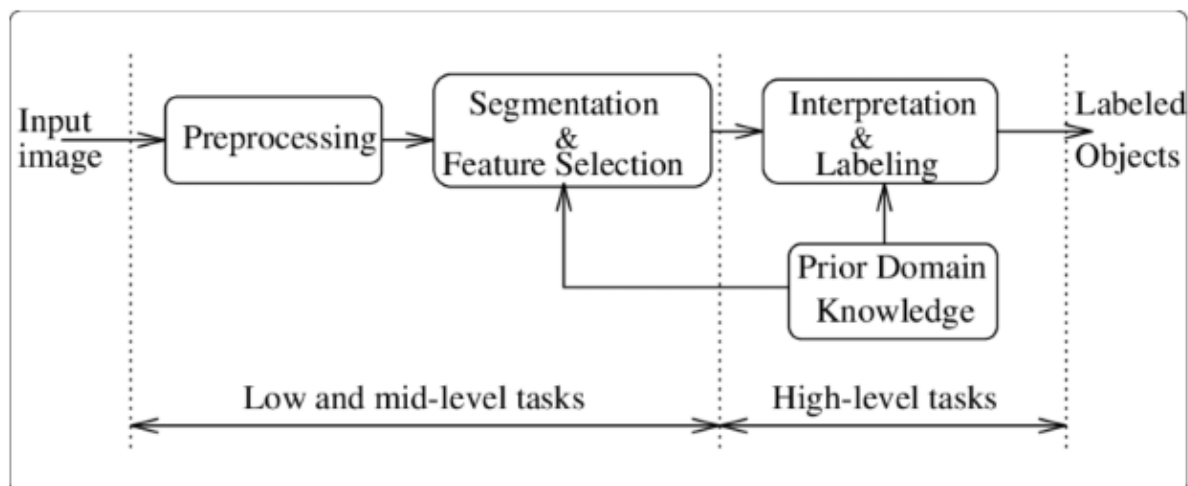 Input
image
Preprocessing
Segmentation
&
Feature Selection
Interpretation
&
Labeling
Labeled
Objects
Prior Domain
Knowledge
Low and mid-level tasks
High-level tasks